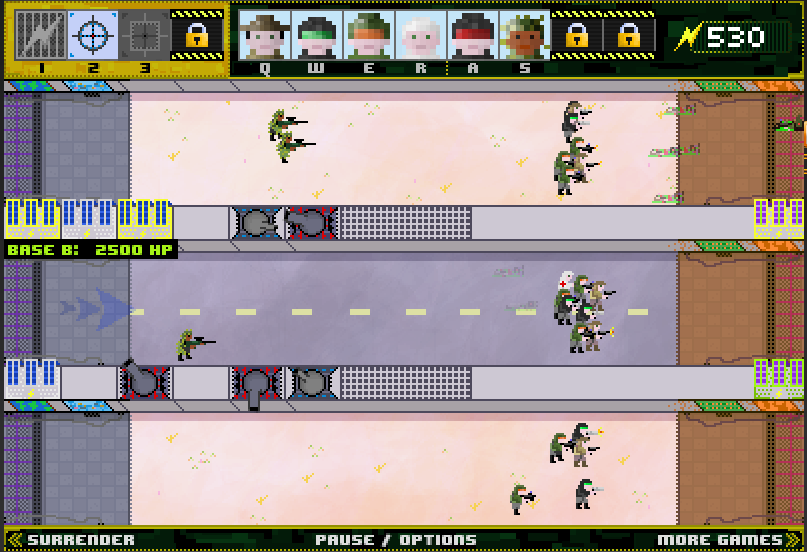 530
1 2 3 Q W E R A S
BASE B: 2500 HP
SURRENDER PAUSE / OPTIONS MORE GAMES